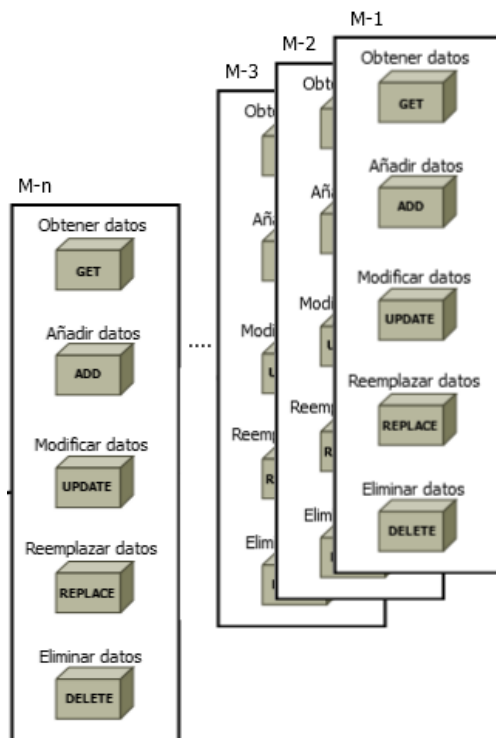 M-1
Obtener datos
GET
Añadir datos
ADD
Modificar datos
UPDATE
Reemplazar datos
REPLACE
Eliminar datos
DELETE
M-2
M-3
....
M-n
Obtener datos
GET
Añadir datos
ADD
Modificar datos
UPDATE
Reemplazar datos
REPLACE
Eliminar datos
DELETE